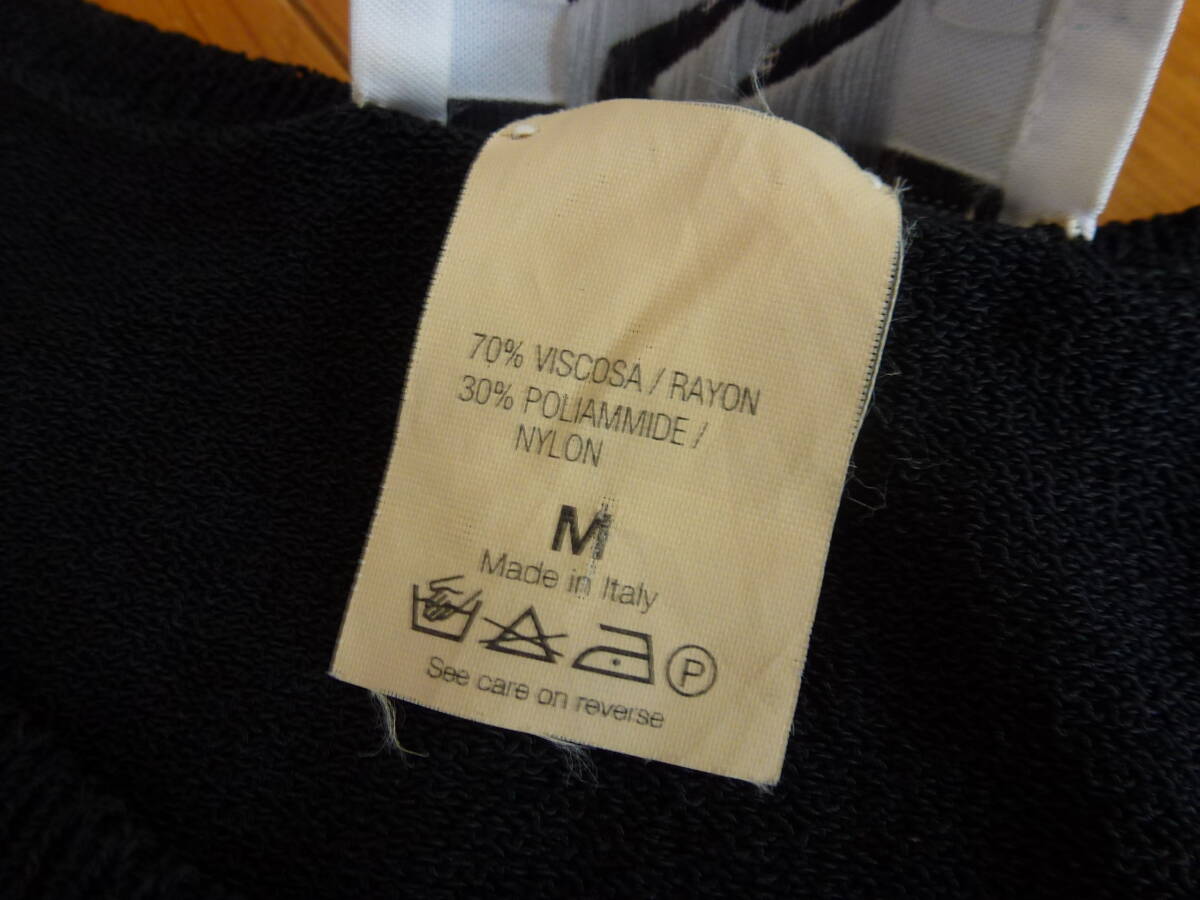 70% VISCOSA / RAYON
30% POLIAMMIDE /
NYLON
M
Made in Italy
P
See care on reverse